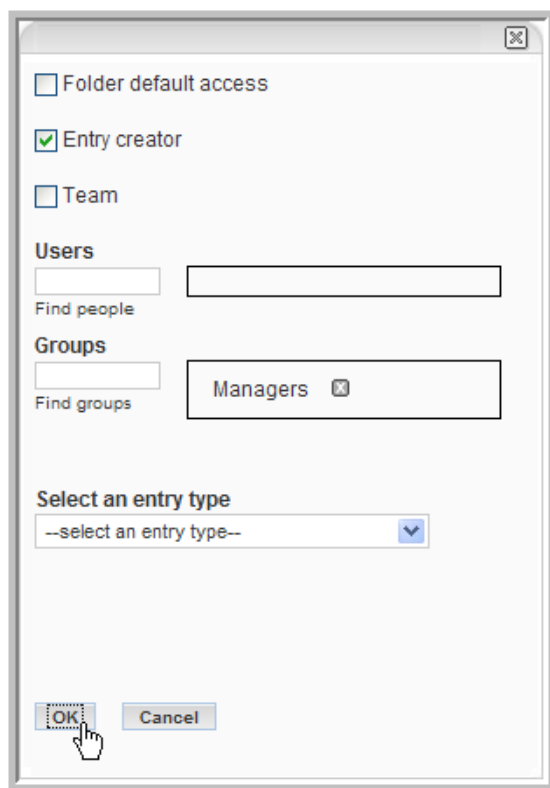 Folder default access
Entry creator
Team
Users
Find people
Groups
Managers
Find groups
Select an entry type
--select an entry type--
OK
Cancel